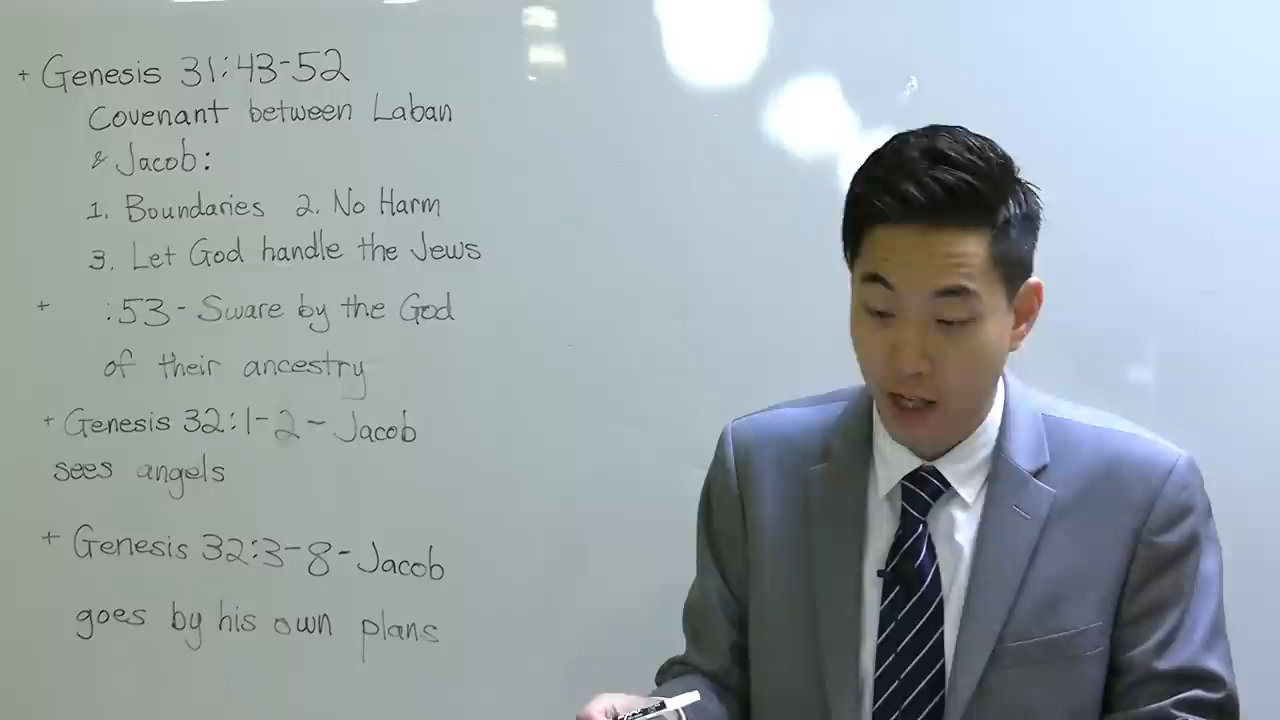 + Genesis 31:43-52
Covenant between Laban
& Jacob:
1. Boundaries 2. No Harm
3. Let God handle the Jews
+ :53- Sware by the God
of their ancestry
+ Genesis 32:1-2- Jacob
sees angels
+ Genesis 32:3-8- Jacob
goes by his own plans